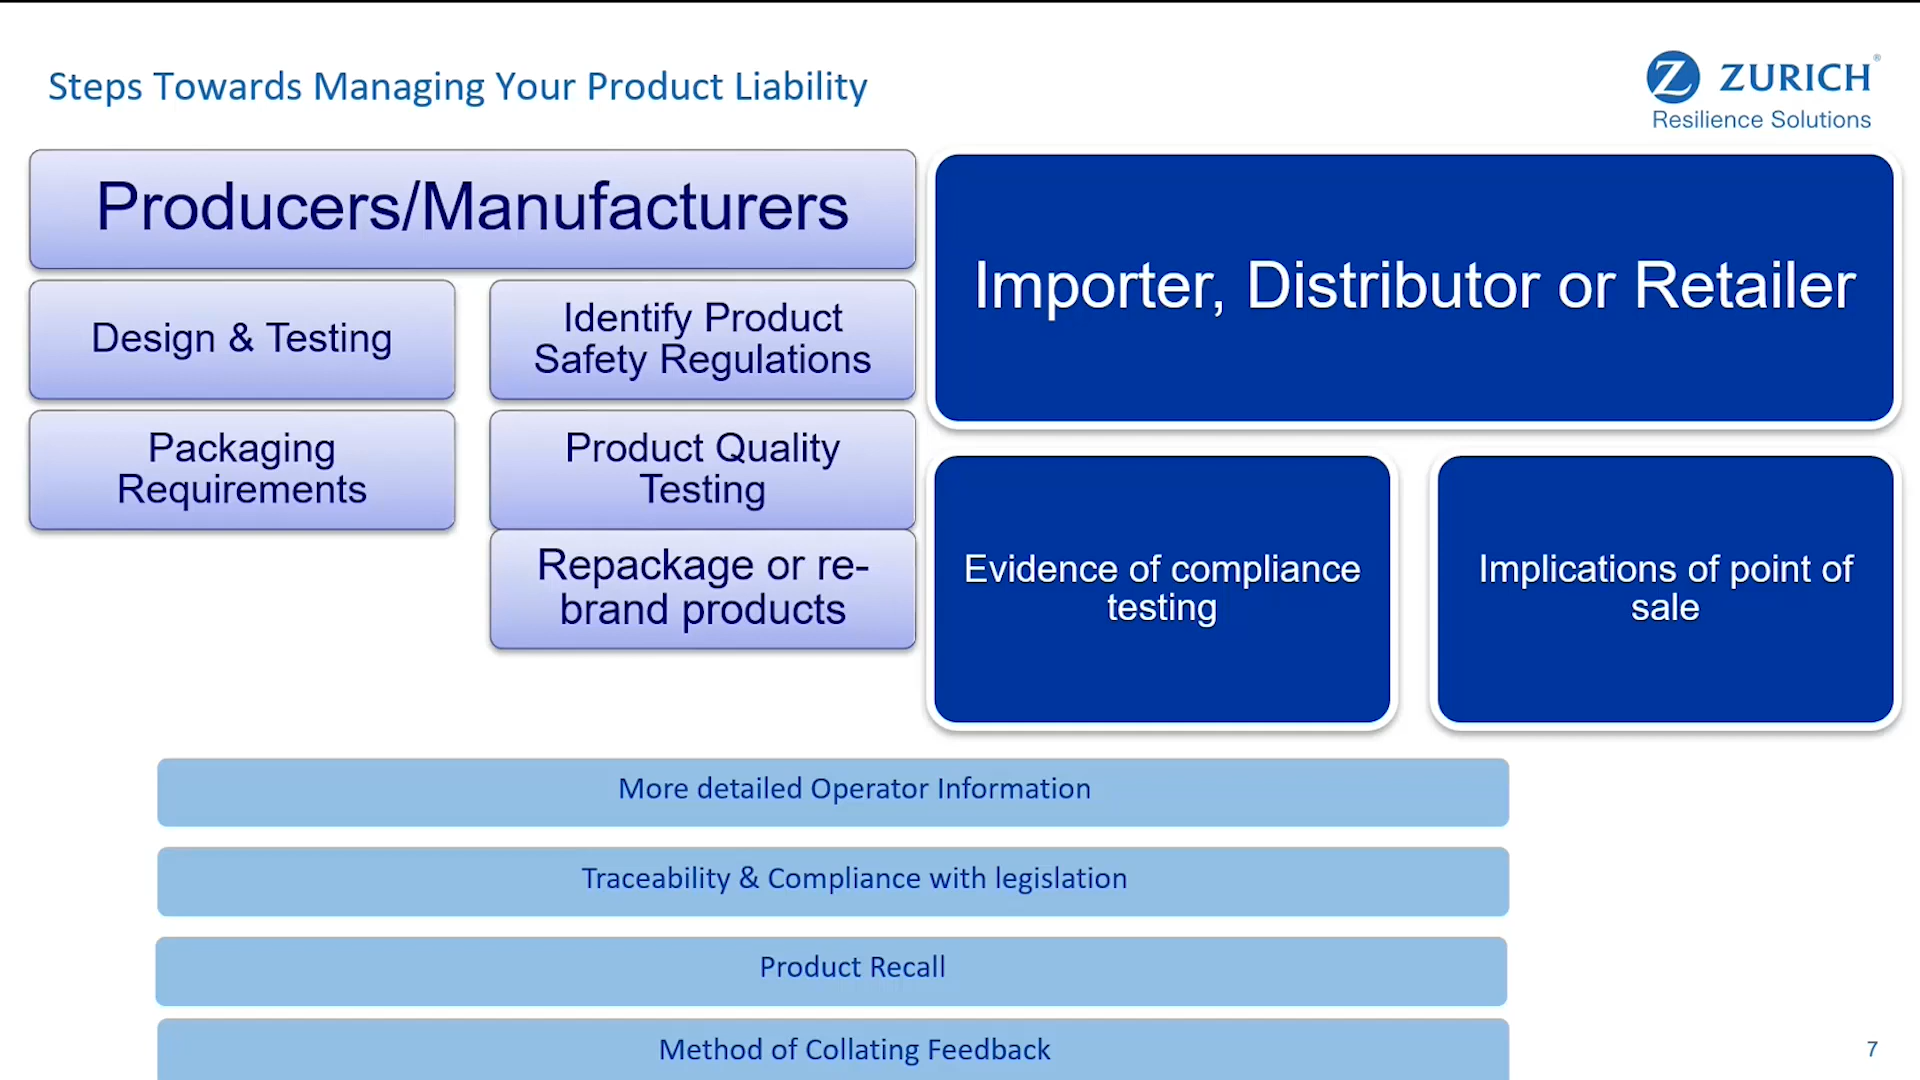 Steps Towards Managing Your Product Liability
ZURICH®
Resilience Solutions
Producers/Manufacturers
Design & Testing
Identify Product
Safety Regulations
Packaging
Requirements
Product Quality
Testing
Repackage or re-
brand products
Importer, Distributor or Retailer
Evidence of compliance
testing
Implications of point of
sale
More detailed Operator Information
Traceability & Compliance with legislation
Product Recall
Method of Collating Feedback
7